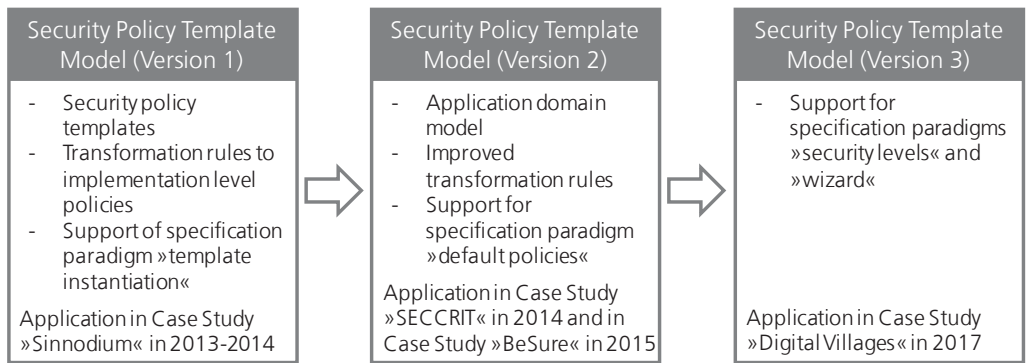 Security Policy Template
Model (Version 1)
- Security policy
templates
- Transformation rules to
implementation level
policies
- Support of specification
paradigm »template
instantiation«
Application in Case Study
»Sinnodium« in 2013-2014
Security Policy Template
Model (Version 2)
- Application domain
model
- Improved
transformation rules
- Support for
specification paradigm
»default policies«
Application in Case Study
»SECCRIT« in 2014 and in
Case Study »BeSure« in 2015
Security Policy Template
Model (Version 3)
- Support for
specification paradigms
»security levels« and
»wizard«
Application in Case Study
»Digital Villages« in 2017